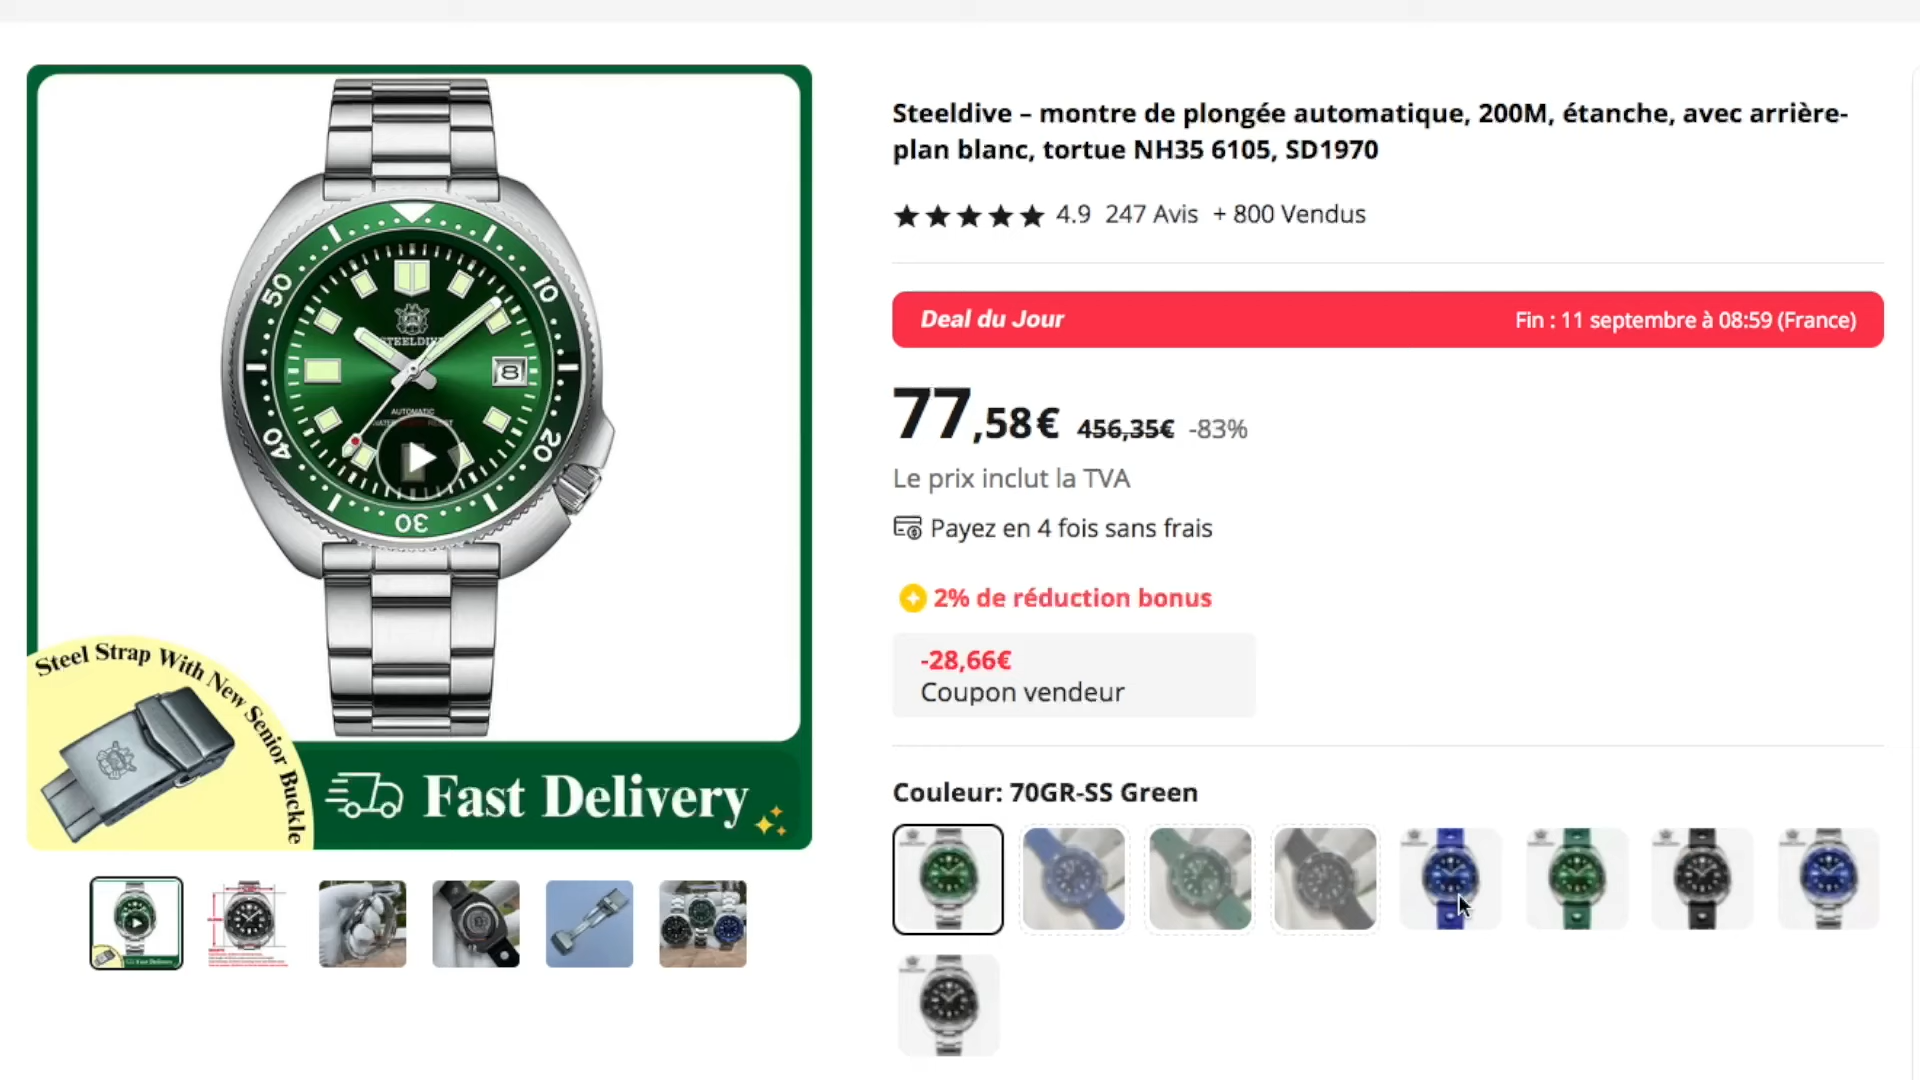 Steeldive – montre de plongée automatique, 200M, étanche, avec arrière-
plan blanc, tortue NH35 6105, SD1970
4.9 247 Avis + 800 Vendus
Deal du Jour
Fin : 11 septembre à 08:59 (France)
77,58€ 456,35€ -83%
Le prix inclut la TVA
Payez en 4 fois sans frais
2% de réduction bonus
-28,66€
Coupon vendeur
Couleur: 70GR-SS Green
50
10
8
AUTOMATIC
40
20
30
Steel Strap With New Senior Buckle
Fast Delivery